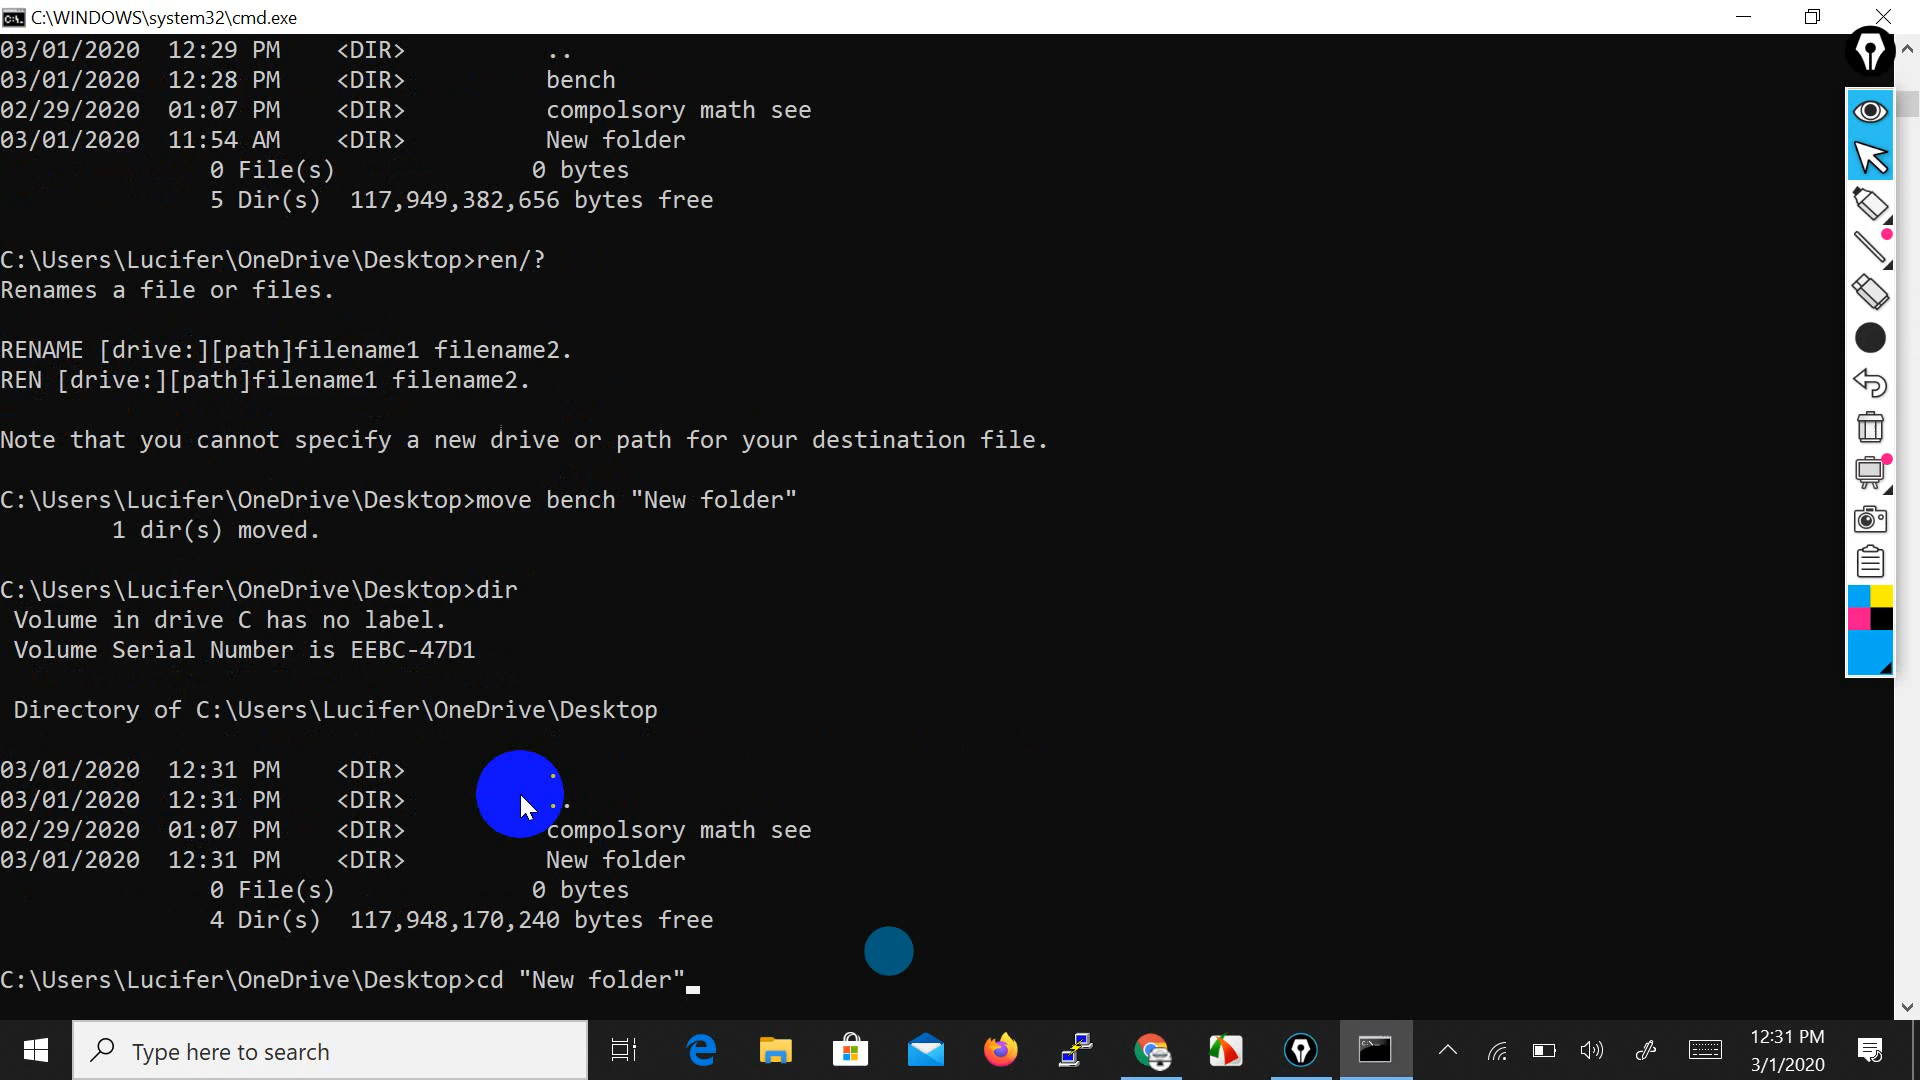 C:\WINDOWS\system32\cmd.exe
03/01/2020  12:29 PM    <DIR>          ..
03/01/2020  12:28 PM    <DIR>          bench
02/29/2020  01:07 PM    <DIR>          compolsory math see
03/01/2020  11:54 AM    <DIR>          New folder
               0 File(s)              0 bytes
               5 Dir(s)  117,949,382,656 bytes free
C:\Users\Lucifer\OneDrive\Desktop>ren/?
Renames a file or files.
RENAME [drive:][path]filename1 filename2.
REN [drive:][path]filename1 filename2.
Note that you cannot specify a new drive or path for your destination file.
C:\Users\Lucifer\OneDrive\Desktop>move bench "New folder"
        1 dir(s) moved.
C:\Users\Lucifer\OneDrive\Desktop>dir
 Volume in drive C has no label.
 Volume Serial Number is EEBC-47D1
 Directory of C:\Users\Lucifer\OneDrive\Desktop
03/01/2020  12:31 PM    <DIR>          .
03/01/2020  12:31 PM    <DIR>          ..
02/29/2020  01:07 PM    <DIR>          compolsory math see
03/01/2020  12:31 PM    <DIR>          New folder
               0 File(s)              0 bytes
               4 Dir(s)  117,948,170,240 bytes free
C:\Users\Lucifer\OneDrive\Desktop>cd "New folder"
Type here to search
12:31 PM
3/1/2020